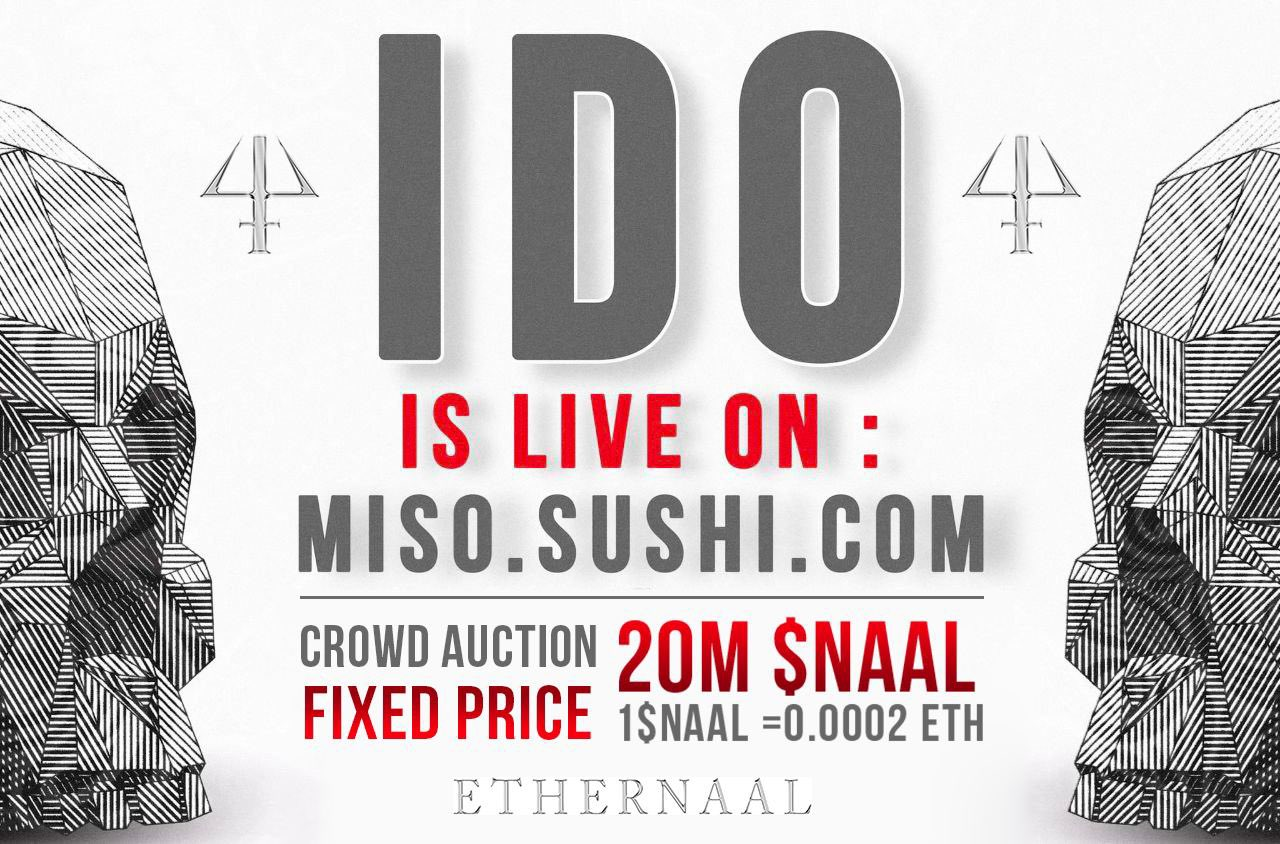 IDO
IS LIVE ON :
MISO.SUSHI.COM
CROWD AUCTION
FIXED PRICE
20M $NAAL
1$NAAL =0.0002 ETH
ETHERNAAL